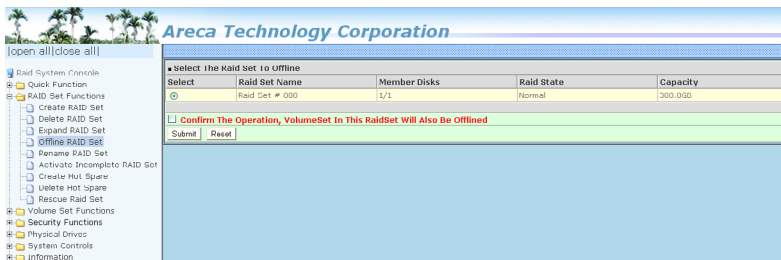 Areca Technology Corporation
|open all|close all|
Raid System Console
Quick Function
RAID Set Functions
Create RAID Set
Delete RAID Set
Expand RAID Set
Offline RAID Set
Rename RAID Set
Activate Incomplete RAID Set
Create Hot Spare
Delete Hot Spare
Rescue Raid Set
Volume Set Functions
Security Functions
Physical Drives
System Controls
Information
Select The Raid Set To Offline
Select Raid Set Name Member Disks Raid State Capacity
Raid Set # 000 1/1 Normal 300.0GB
Confirm The Operation, VolumeSet In This RaidSet Will Also Be Offlined
Submit Reset